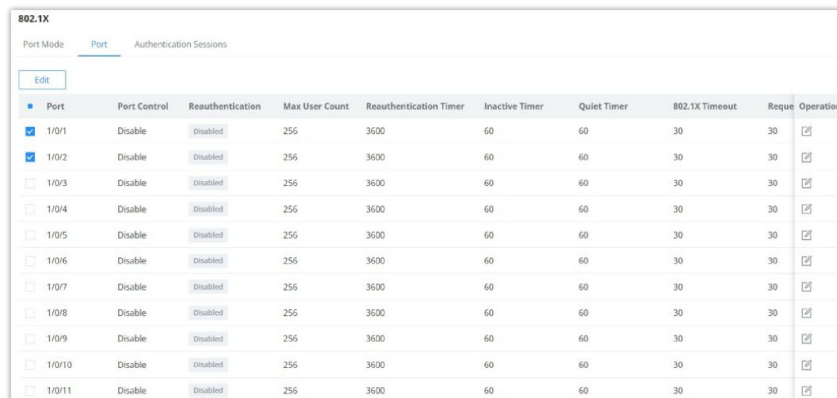 802.1X
Port Mode Port Authentication Sessions
Edit
Port Port Control Reauthentication Max User Count Reauthentication Timer Inactive Timer Quiet Timer 802.1X Timeout Reque Operation
1/0/1 Disable Disabled 256 3600 60 60 30 30
1/0/2 Disable Disabled 256 3600 60 60 30 30
1/0/3 Disable Disabled 256 3600 60 60 30 30
1/0/4 Disable Disabled 256 3600 60 60 30 30
1/0/5 Disable Disabled 256 3600 60 60 30 30
1/0/6 Disable Disabled 256 3600 60 60 30 30
1/0/7 Disable Disabled 256 3600 60 60 30 30
1/0/8 Disable Disabled 256 3600 60 60 30 30
1/0/9 Disable Disabled 256 3600 60 60 30 30
1/0/10 Disable Disabled 256 3600 60 60 30 30
1/0/11 Disable Disabled 256 3600 60 60 30 30